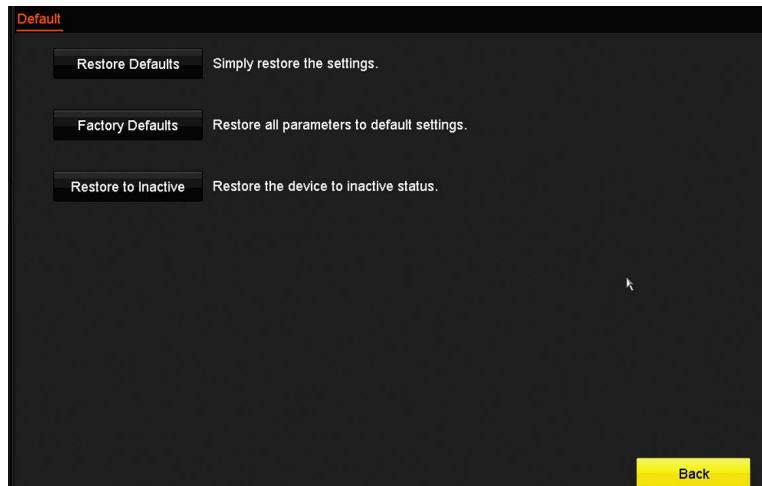 Default
Restore Defaults Simply restore the settings.
Factory Defaults Restore all parameters to default settings.
Restore to Inactive Restore the device to inactive status.
Back